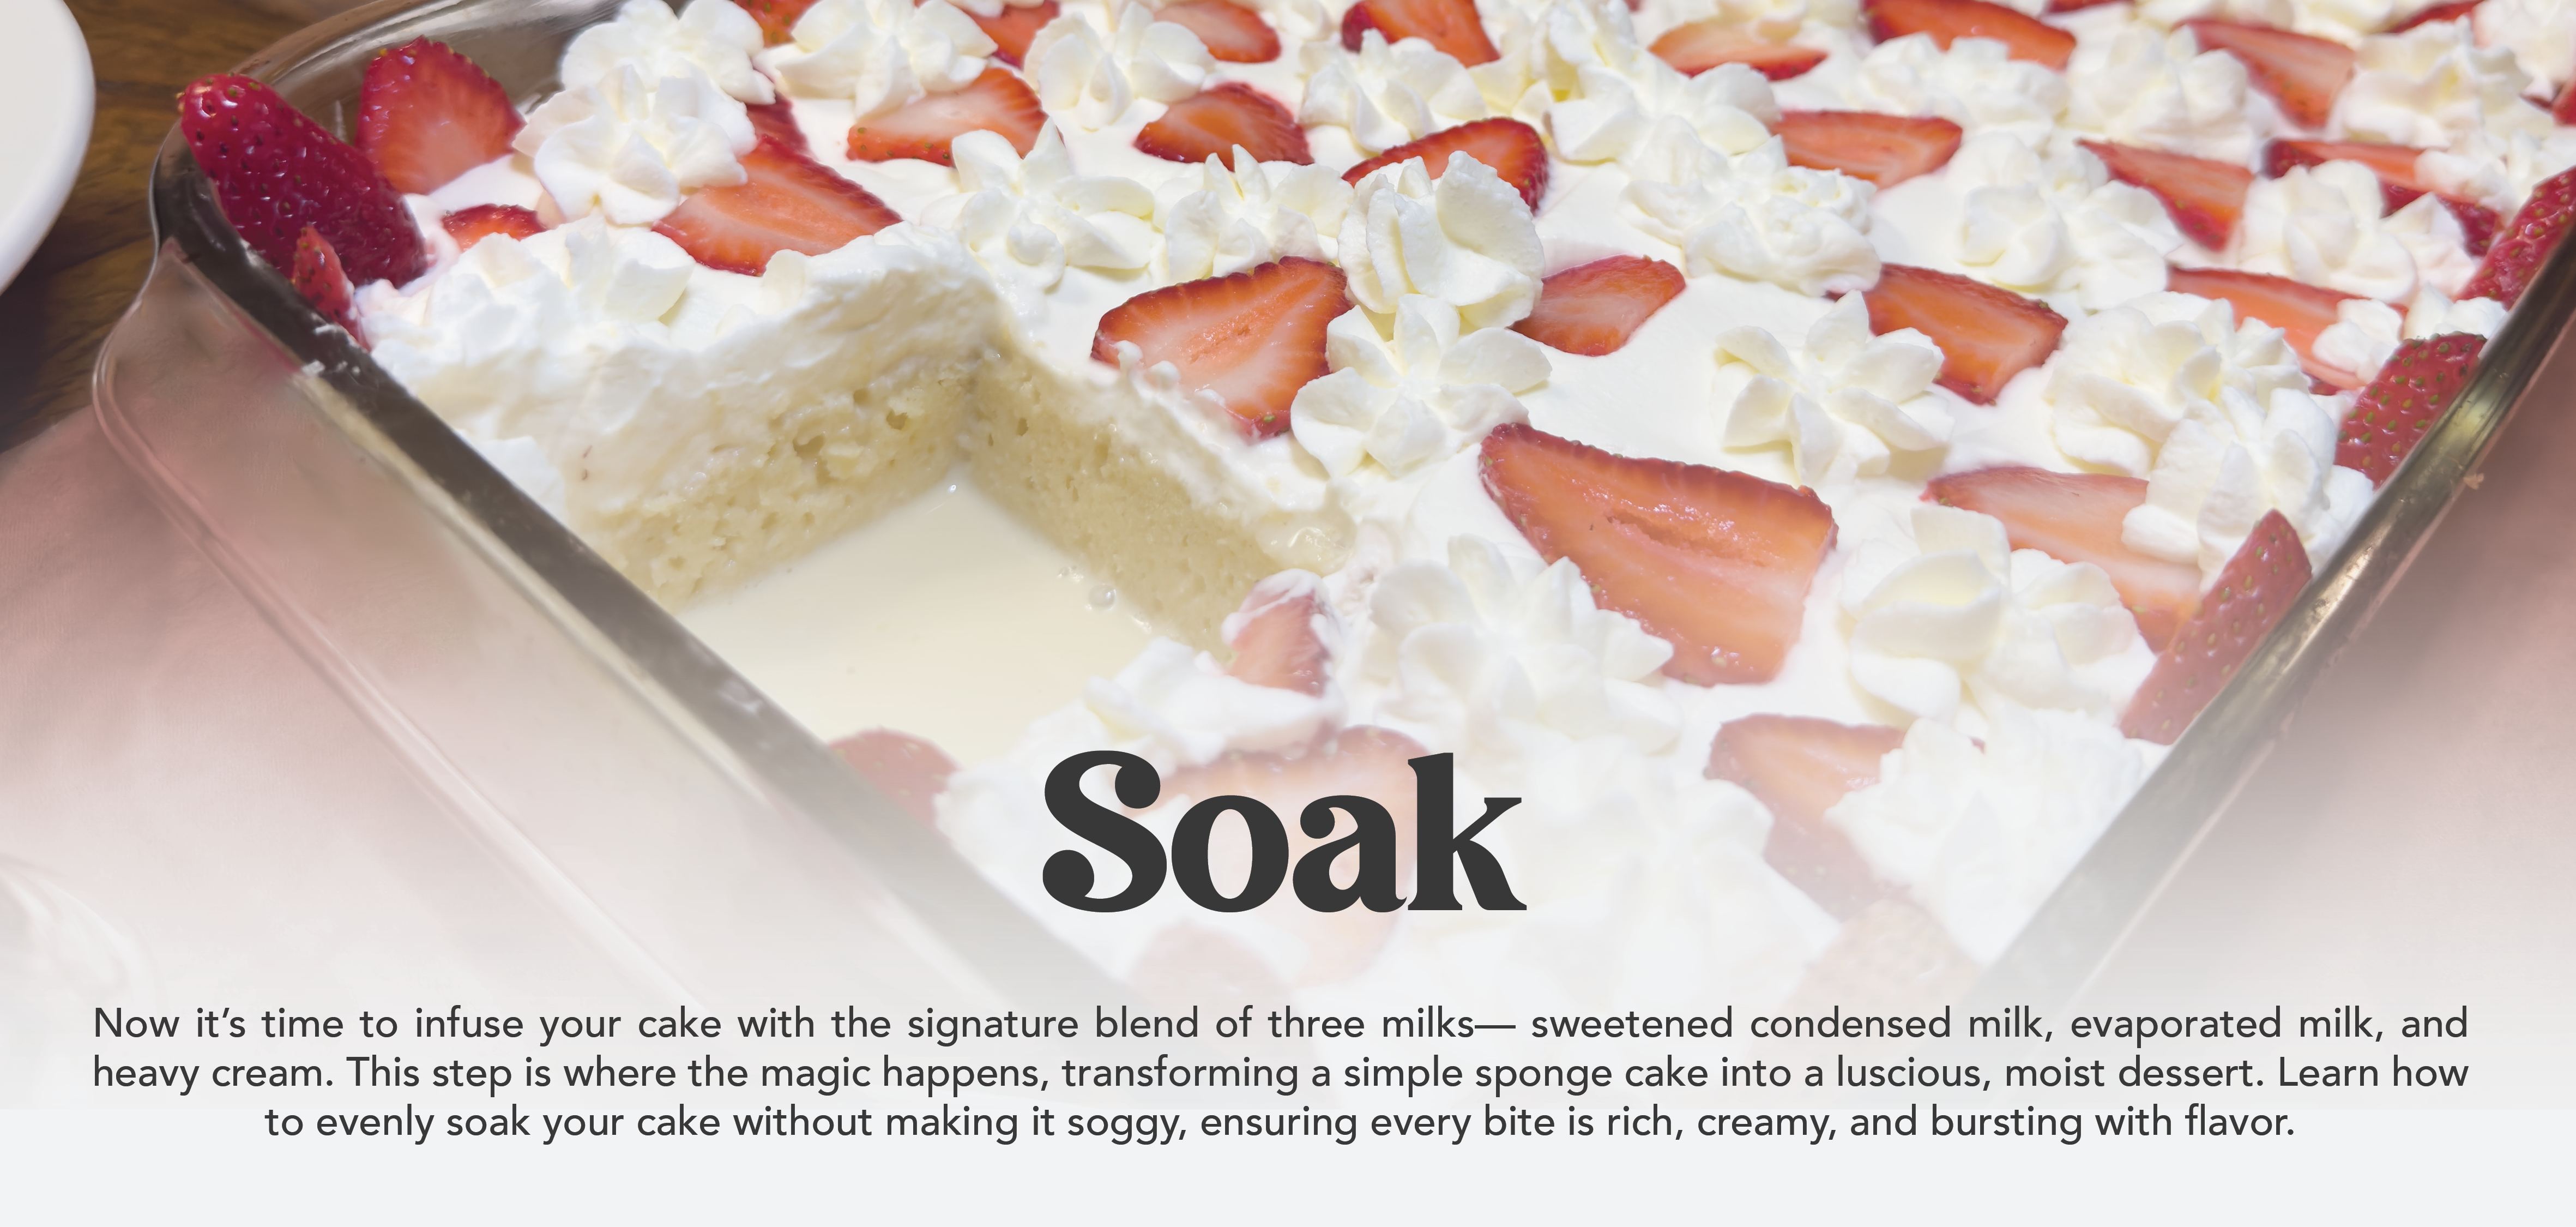 Soak
Now it’s time to infuse your cake with the signature blend of three milks— sweetened condensed milk, evaporated milk, and
heavy cream. This step is where the magic happens, transforming a simple sponge cake into a luscious, moist dessert. Learn how
to evenly soak your cake without making it soggy, ensuring every bite is rich, creamy, and bursting with flavor.